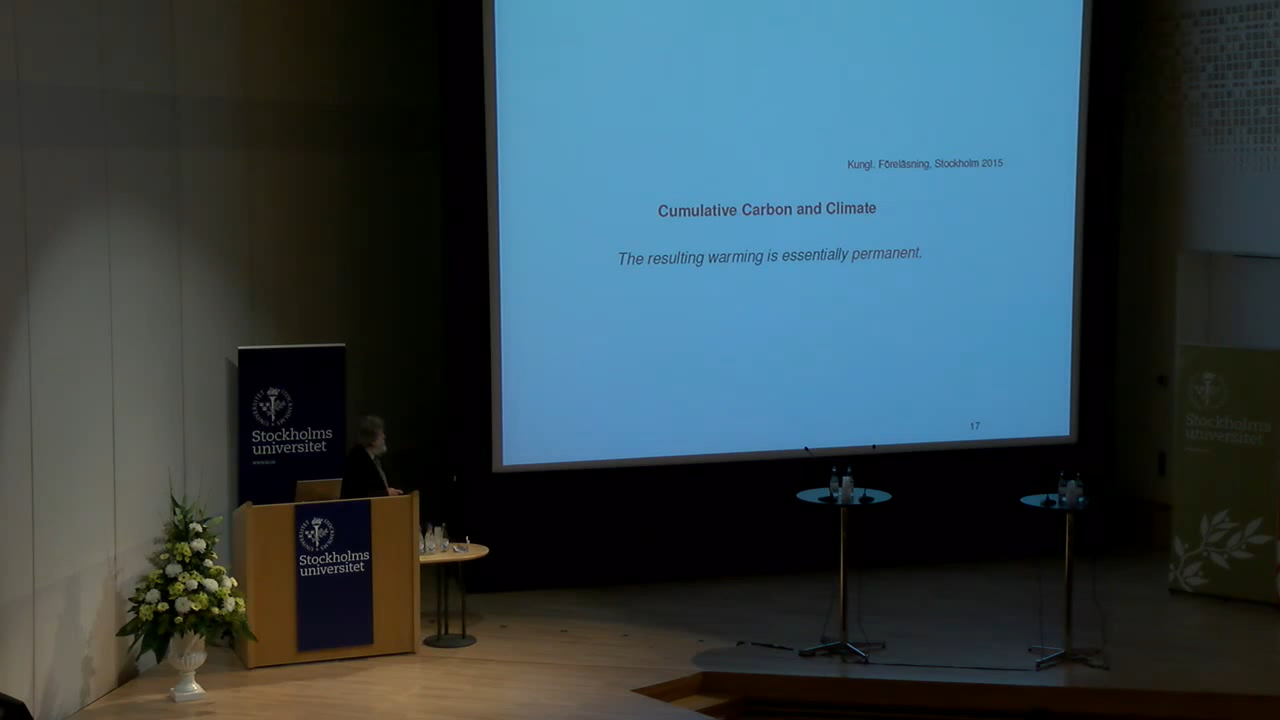 Kungl. Föreläsning, Stockholm 2015
Cumulative Carbon and Climate
The resulting warming is essentially permanent.
17
Stockholms
universitet
Stockholms
universitet
Stockholms
universitet